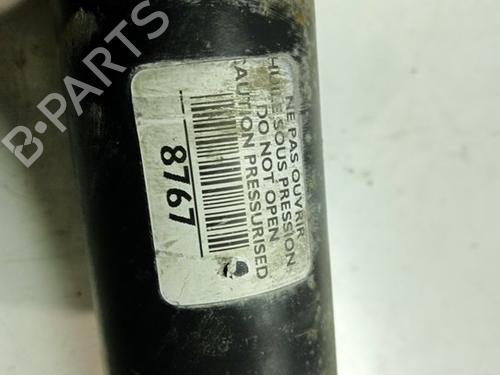 NE PAS OUVRIR
HUILE SOUS PRESSION
DO NOT OPEN
CAUTION PRESSURISED
8767
B-PARTS